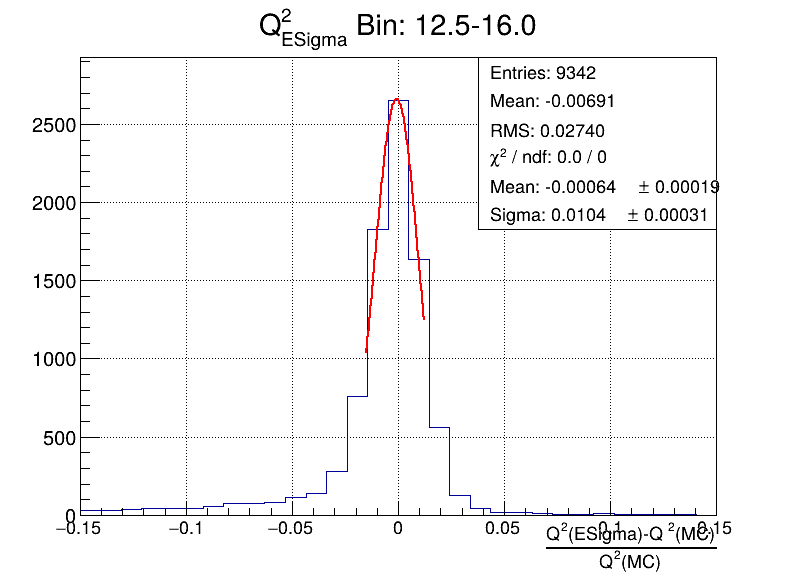 Q²ESigma Bin: 12.5-16.0
Entries: 9342
Mean: -0.00691
RMS: 0.02740
χ² / ndf: 0.0 / 0
Mean: -0.00064 ± 0.00019
Sigma: 0.0104 ± 0.00031
2500
2000
1500
1000
500
0
−0.15 −0.1 −0.05 0 0.05 0.1 0.15
Q²(ESigma)-Q²(MC)
Q²(MC)